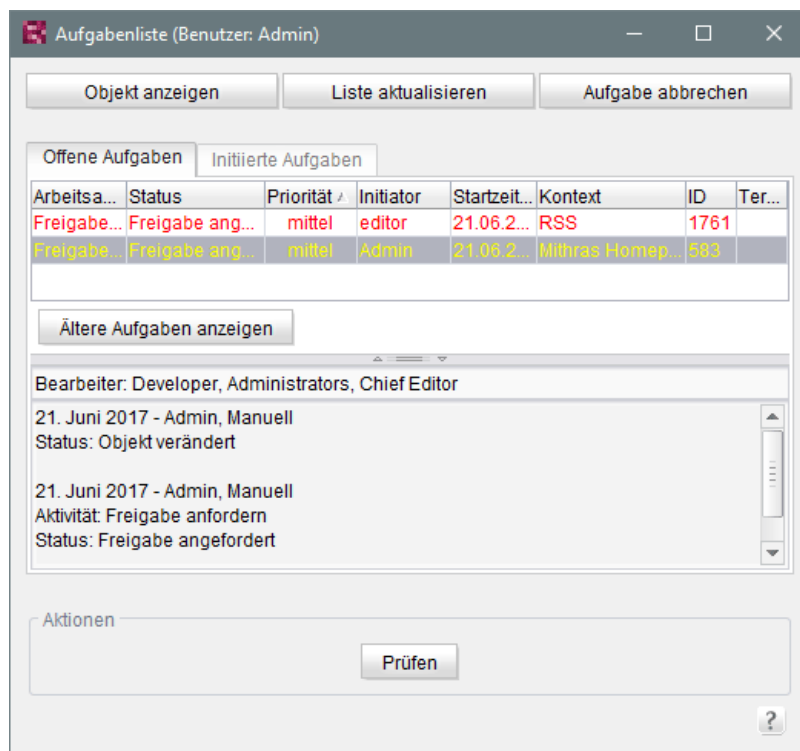 Aufgabenliste (Benutzer: Admin)
Objekt anzeigen Liste aktualisieren Aufgabe abbrechen
Offene Aufgaben Initiierte Aufgaben
Arbeitsa... Status Priorität Initiator Startzeit... Kontext ID Ter...
Freigabe... Freigabe ang... mittel editor 21.06.2... RSS 1761
Freigabe... Freigabe ang... mittel Admin 21.06.2... Mithras Homep... 583
Ältere Aufgaben anzeigen
Bearbeiter: Developer, Administrators, Chief Editor
21. Juni 2017 - Admin, Manuell
Status: Objekt verändert
21. Juni 2017 - Admin, Manuell
Aktivität: Freigabe anfordern
Status: Freigabe angefordert
Aktionen
Prüfen
?